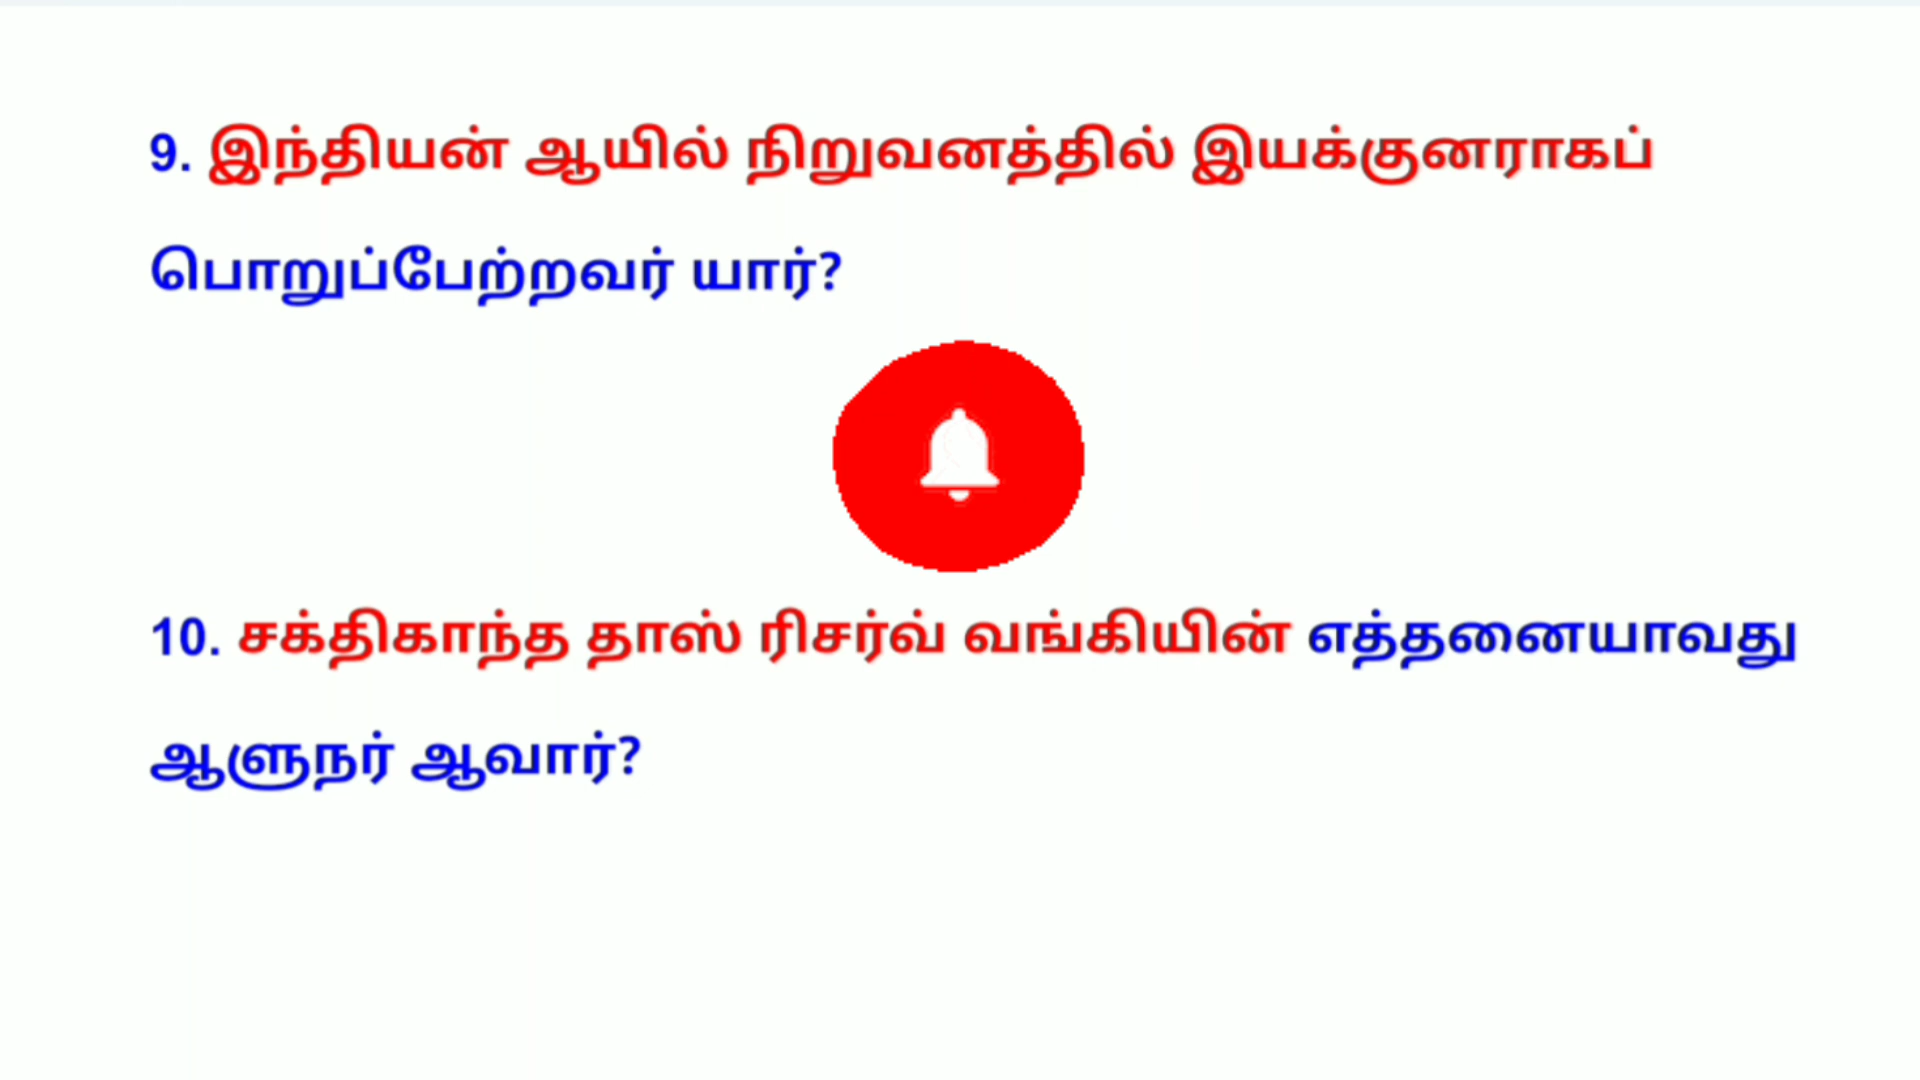 9. இந்தியன் ஆயில் நிறுவனத்தில் இயக்குனராகப்
பொறுப்பேற்றவர் யார்?
10. சக்திகாந்த தாஸ் ரிசர்வ் வங்கியின் எத்தனையாவது
ஆளுநர் ஆவார்?